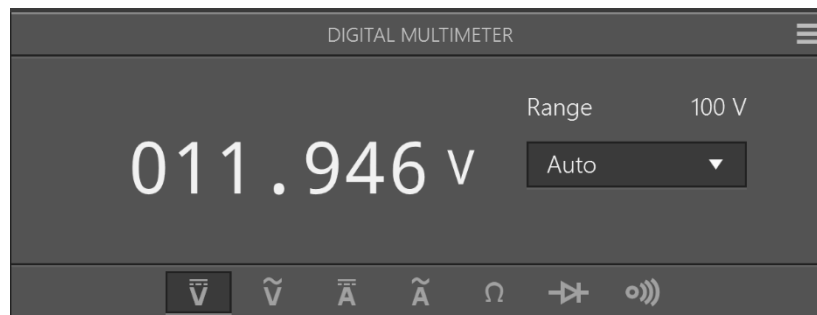 DIGITAL MULTIMETER
Range 100 V
011.946 V
Auto
V V A A Ω